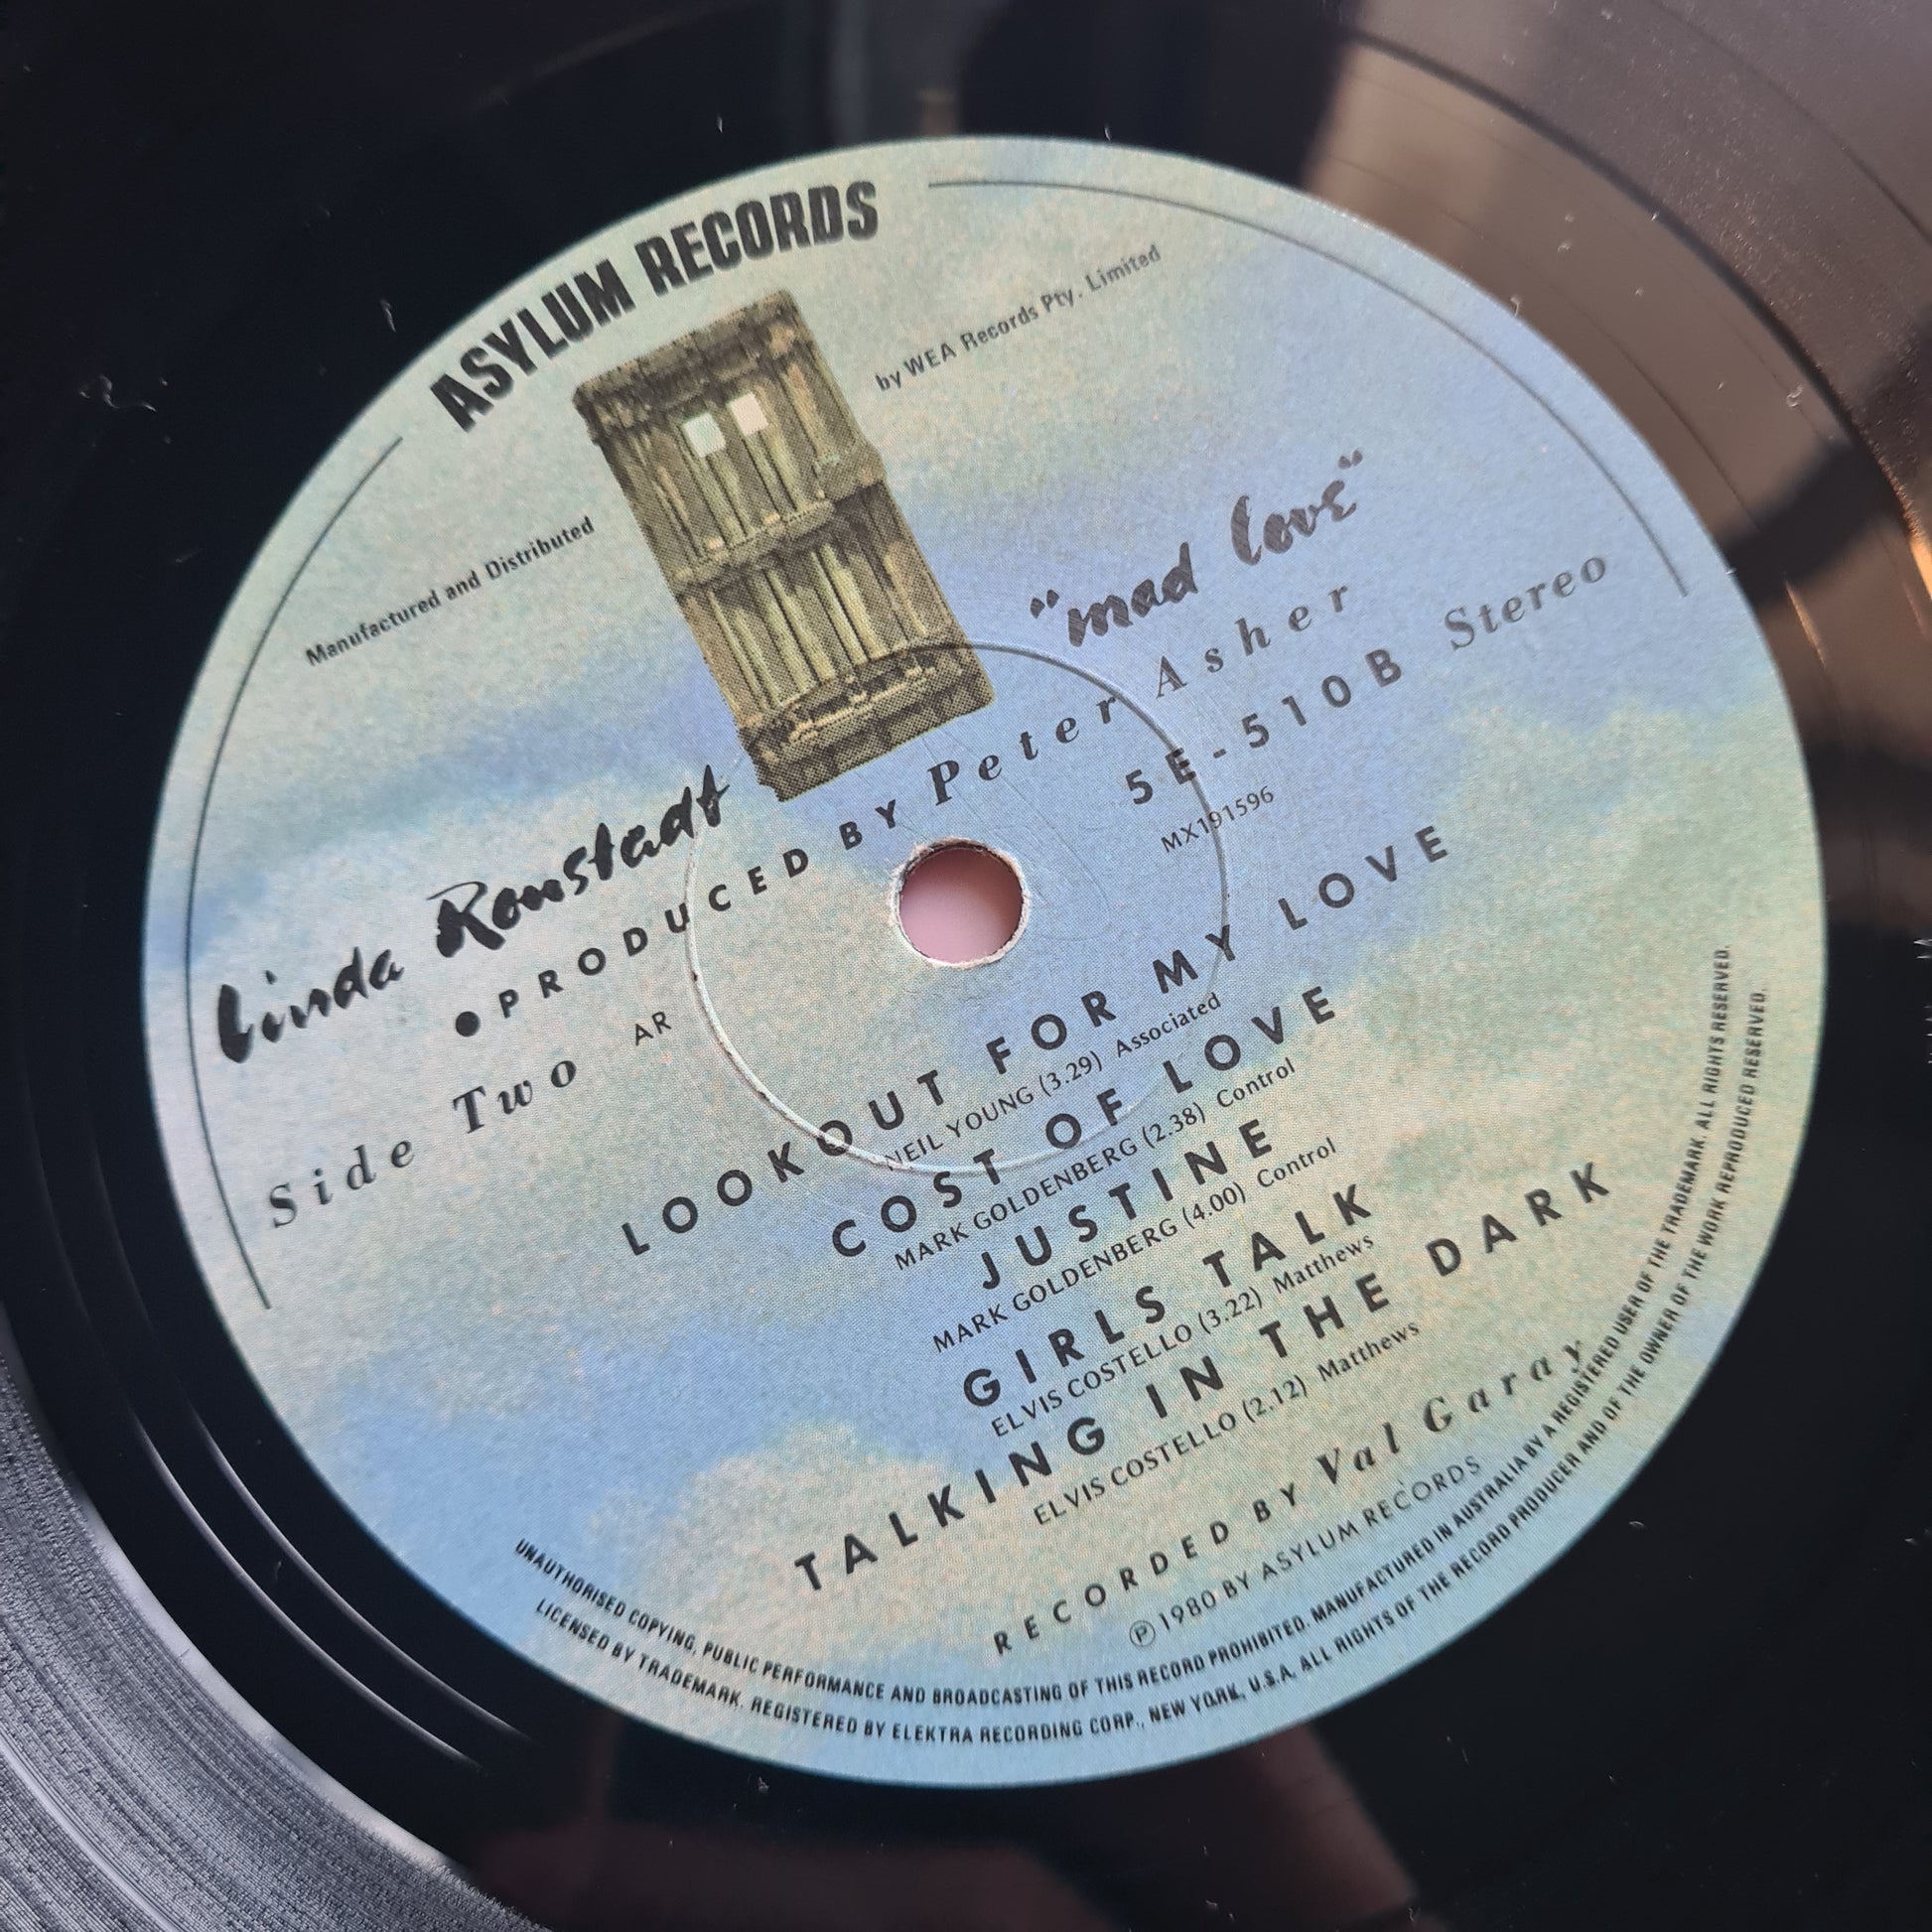 ASYLUM RECORDS
Manufactured and Distributed by WEA Records Pty. Limited
Linda Ronstadt "mad love"
● PRODUCED BY Peter Asher
Side Two AR 5E-510B Stereo
MX191596
LOOKOUT FOR MY LOVE
NEIL YOUNG (3.29) Associated
COST OF LOVE
MARK GOLDENBERG (2.38) Control
JUSTINE
MARK GOLDENBERG (4.00) Control
GIRLS TALK
ELVIS COSTELLO (3.22) Matthews
TALKING IN THE DARK
ELVIS COSTELLO (2.12) Matthews
RECORDED BY Val Garay
Ⓟ 1980 BY ASYLUM RECORDS
UNAUTHORISED COPYING, PUBLIC PERFORMANCE AND BROADCASTING OF THIS RECORD PROHIBITED. MANUFACTURED IN AUSTRALIA BY A REGISTERED USER OF THE TRADEMARK. ALL RIGHTS RESERVED.
LICENSED BY TRADEMARK. REGISTERED BY ELEKTRA RECORDING CORP., NEW YORK, U.S.A. ALL RIGHTS OF THE RECORD PRODUCER AND OF THE OWNER OF THE WORK REPRODUCED RESERVED.